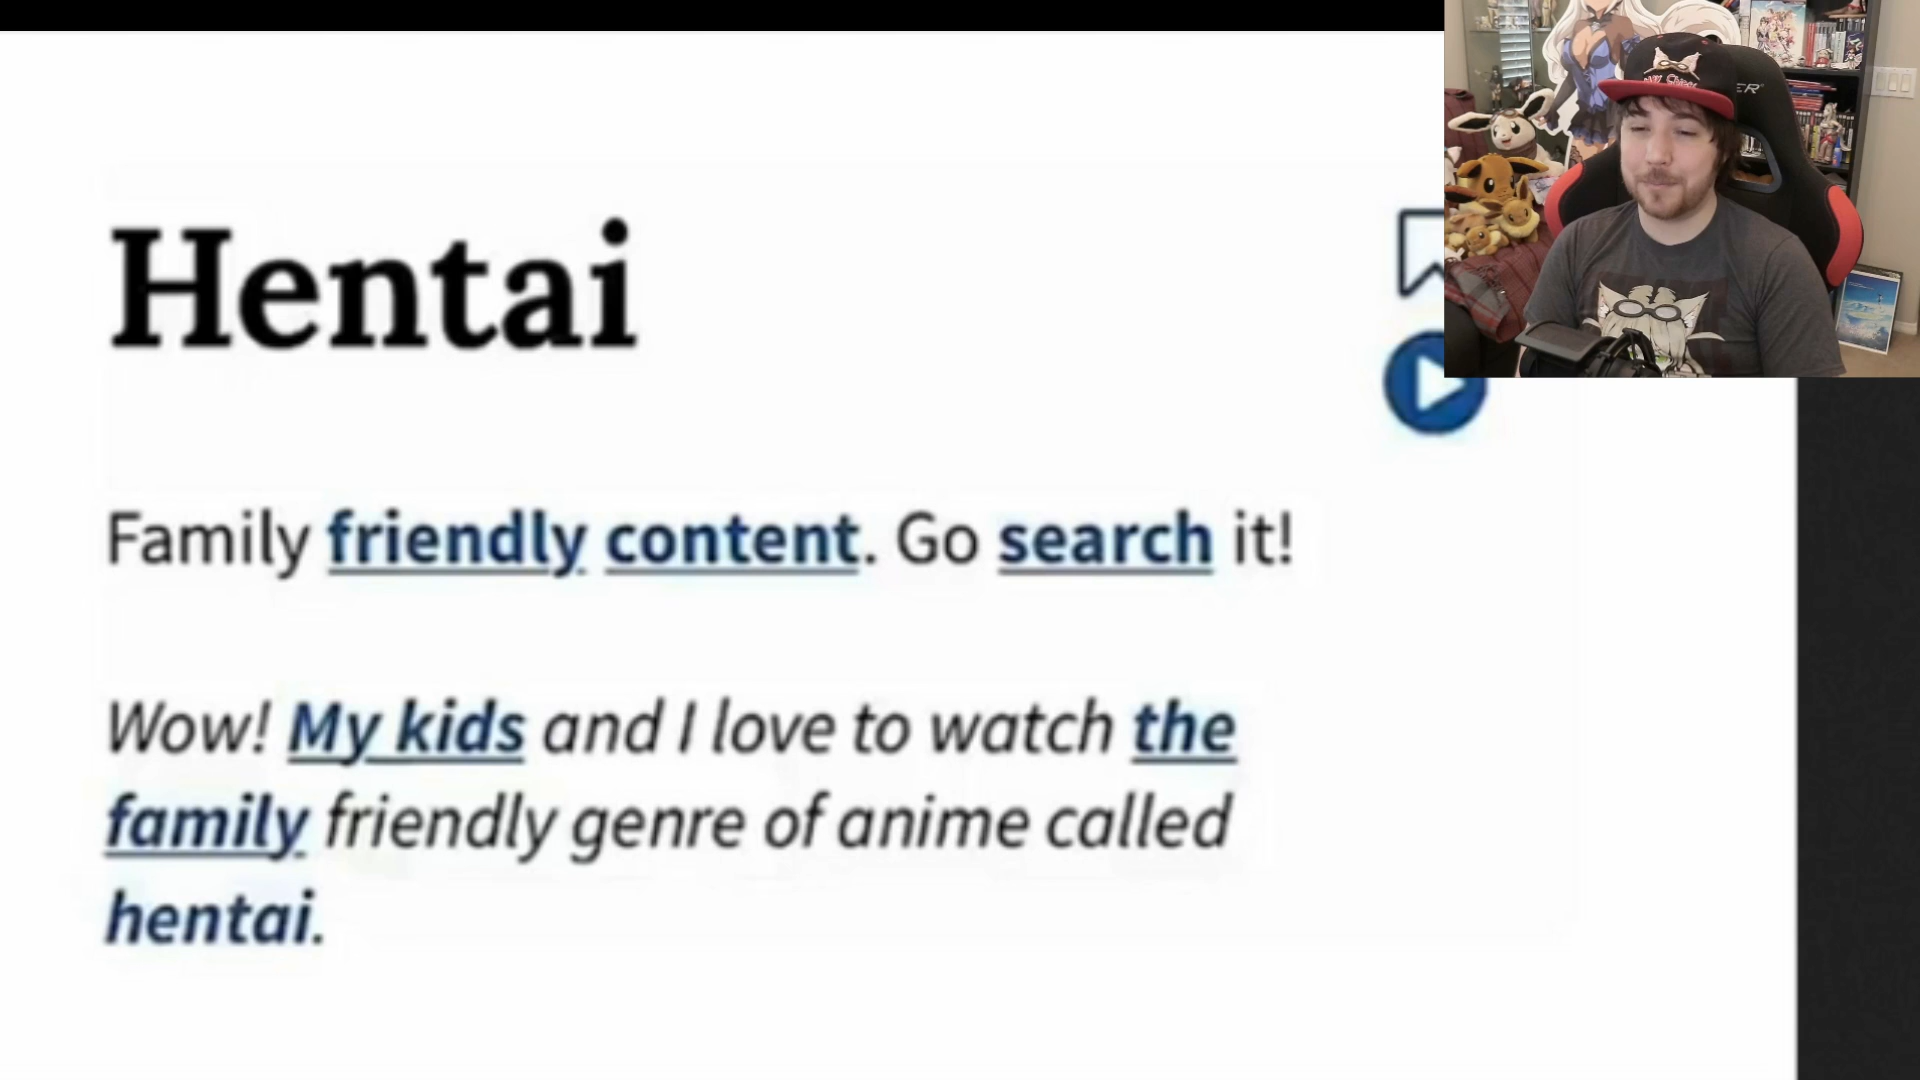 Hentai
Family friendly content. Go search it!
Wow! My kids and I love to watch the
family friendly genre of anime called
hentai.